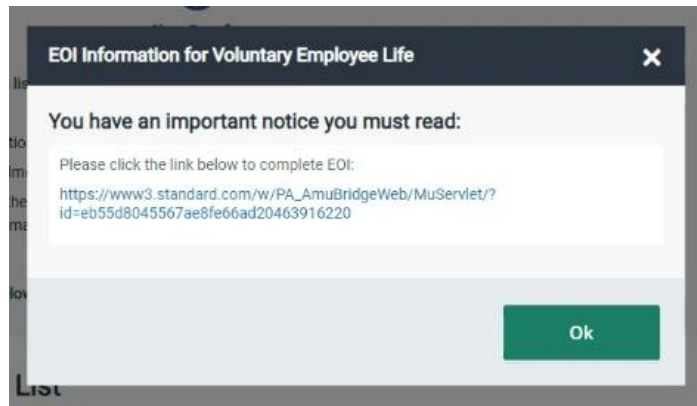 EOI Information for Voluntary Employee Life
You have an important notice you must read:
Please click the link below to complete EOI:
https://www3.standard.com/w/PA_AmuBridgeWeb/MuServlet/?
id=eb55d8045567ae8fe66ad20463916220
Ok
List